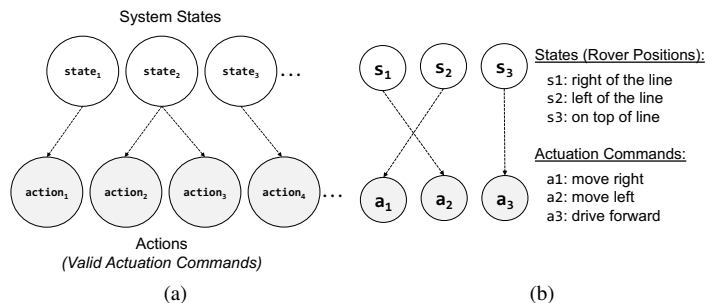 System States
state₁ state₂ state₃ ...
action₁ action₂ action₃ action₄ ...
Actions
(Valid Actuation Commands)
(a)
s₁ s₂ s₃
a₁ a₂ a₃
States (Rover Positions):
s1: right of the line
s2: left of the line
s3: on top of line
Actuation Commands:
a1: move right
a2: move left
a3: drive forward
(b)